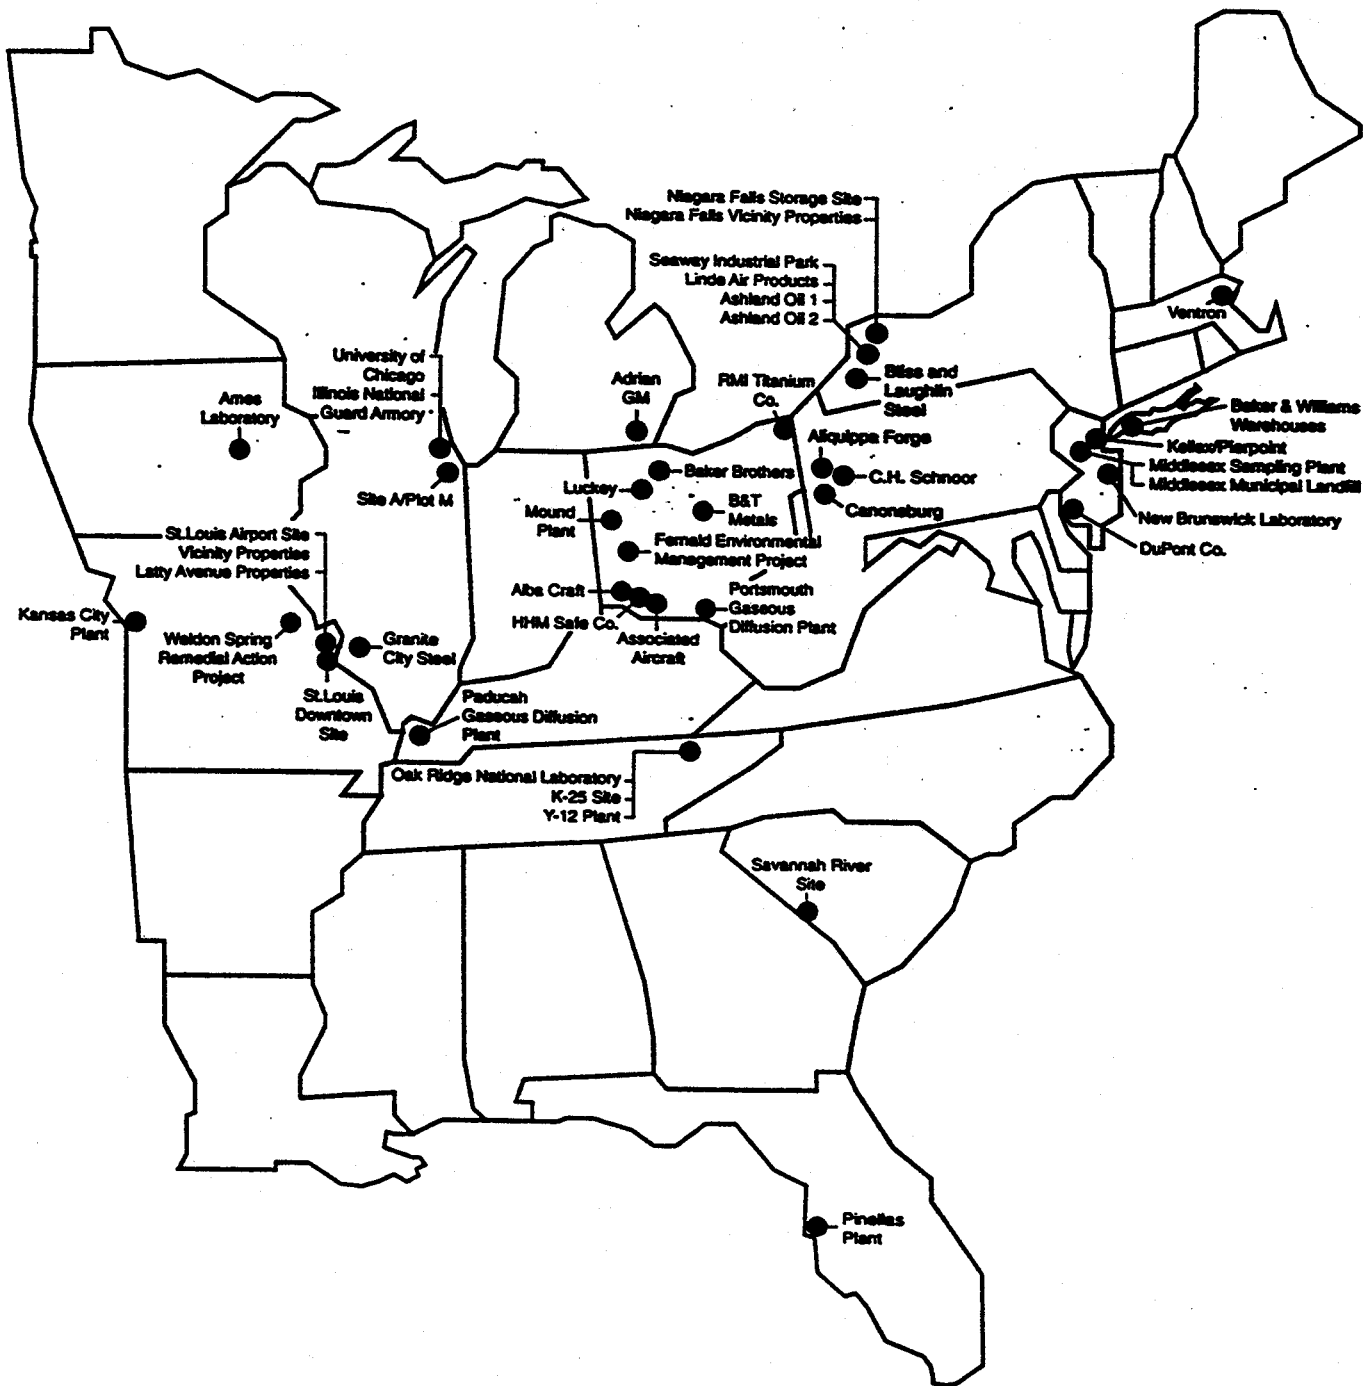 Niagara Falls Storage Site
Niagara Falls Vicinity Properties
Seaway Industrial Park
Linde Air Products
Ashland Oil 1
Ashland Oil 2
Ventron
University of
Chicago
Illinois National
Guard Armory
Adrian
GM
RMI Titanium
Co.
Bliss and
Laughlin
Steel
Ames
Laboratory
Baker & Williams
Warehouses
Kellex/Pierpoint
Middlesex Sampling Plant
Middlesex Municipal Landfill
New Brunswick Laboratory
DuPont Co.
Aliquippa Forge
C.H. Schnoor
Canonsburg
Site A/Plot M
Baker Brothers
Luckey
B&T
Metals
Mound
Plant
Fernald Environmental
Management Project
St.Louis Airport Site
Vicinity Properties
Latty Avenue Properties
Alba Craft
Portsmouth
Gaseous
Diffusion Plant
HHM Safe Co.
Associated
Aircraft
Kansas City
Plant
Weldon Spring
Remedial Action
Project
Granite
City Steel
St.Louis
Downtown
Site
Paducah
Gaseous Diffusion
Plant
Oak Ridge National Laboratory
K-25 Site
Y-12 Plant
Savannah River
Site
Pinellas
Plant